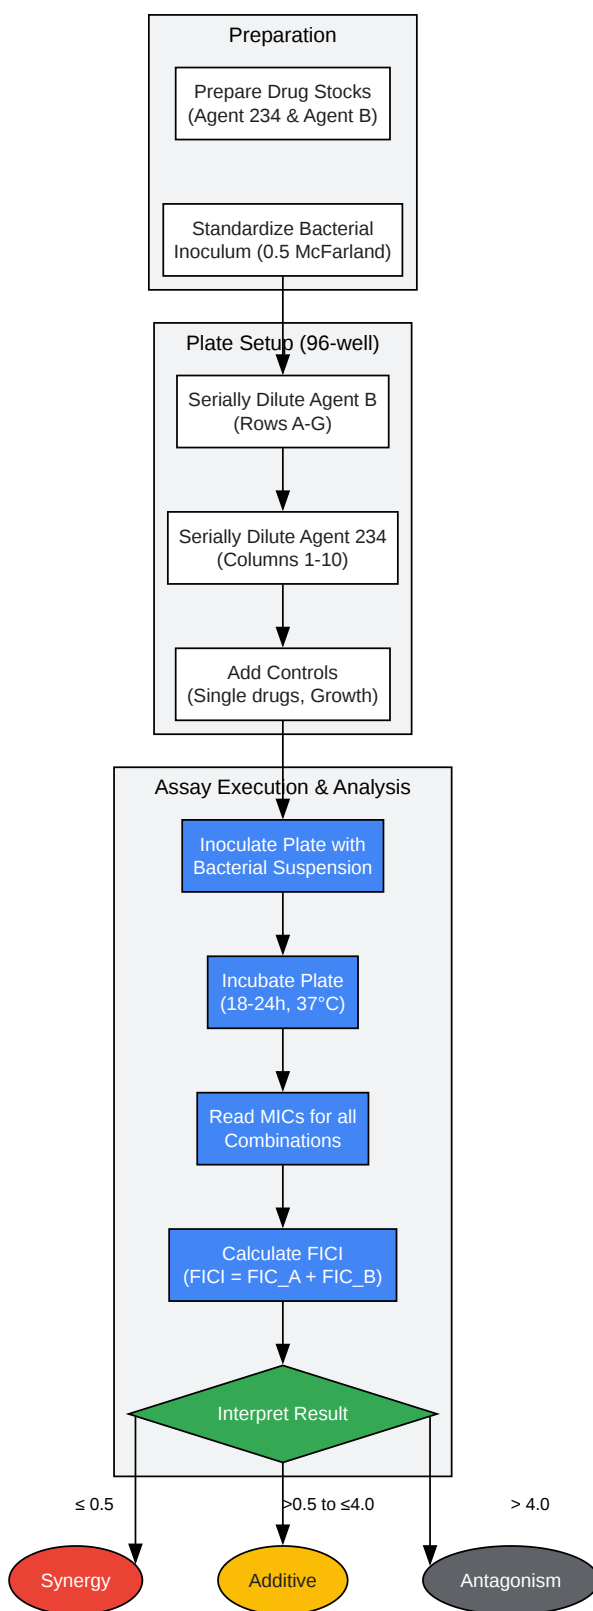 Preparation
Prepare Drug Stocks
(Agent 234 & Agent B)
Standardize Bacterial
Inoculum (0.5 McFarland)
Plate Setup (96-well)
Serially Dilute Agent B
(Rows A-G)
Serially Dilute Agent 234
(Columns 1-10)
Add Controls
(Single drugs, Growth)
Assay Execution & Analysis
Inoculate Plate with
Bacterial Suspension
Incubate Plate
(18-24h, 37°C)
Read MICs for all
Combinations
Calculate FICI
(FICI = FIC_A + FIC_B)
Interpret Result
≤ 0.5
>0.5 to ≤4.0
> 4.0
Synergy
Additive
Antagonism